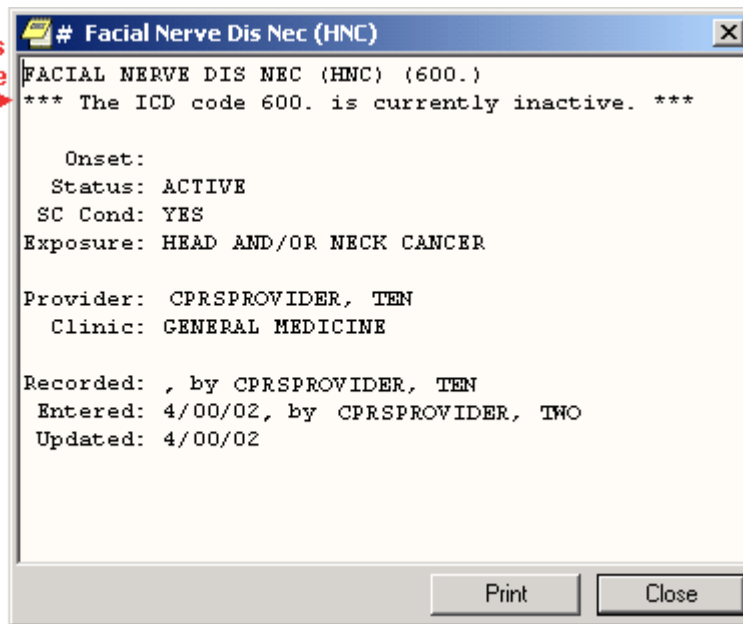 # Facial Nerve Dis Nec (HNC)
s
e
FACIAL NERVE DIS NEC (HNC) (600.)
*** The ICD code 600. is currently inactive. ***
Onset:
Status: ACTIVE
SC Cond: YES
Exposure: HEAD AND/OR NECK CANCER
Provider: CPRSPROVIDER, TEN
Clinic: GENERAL MEDICINE
Recorded: , by CPRSPROVIDER, TEN
Entered: 4/00/02, by CPRSPROVIDER, TWO
Updated: 4/00/02
Print Close